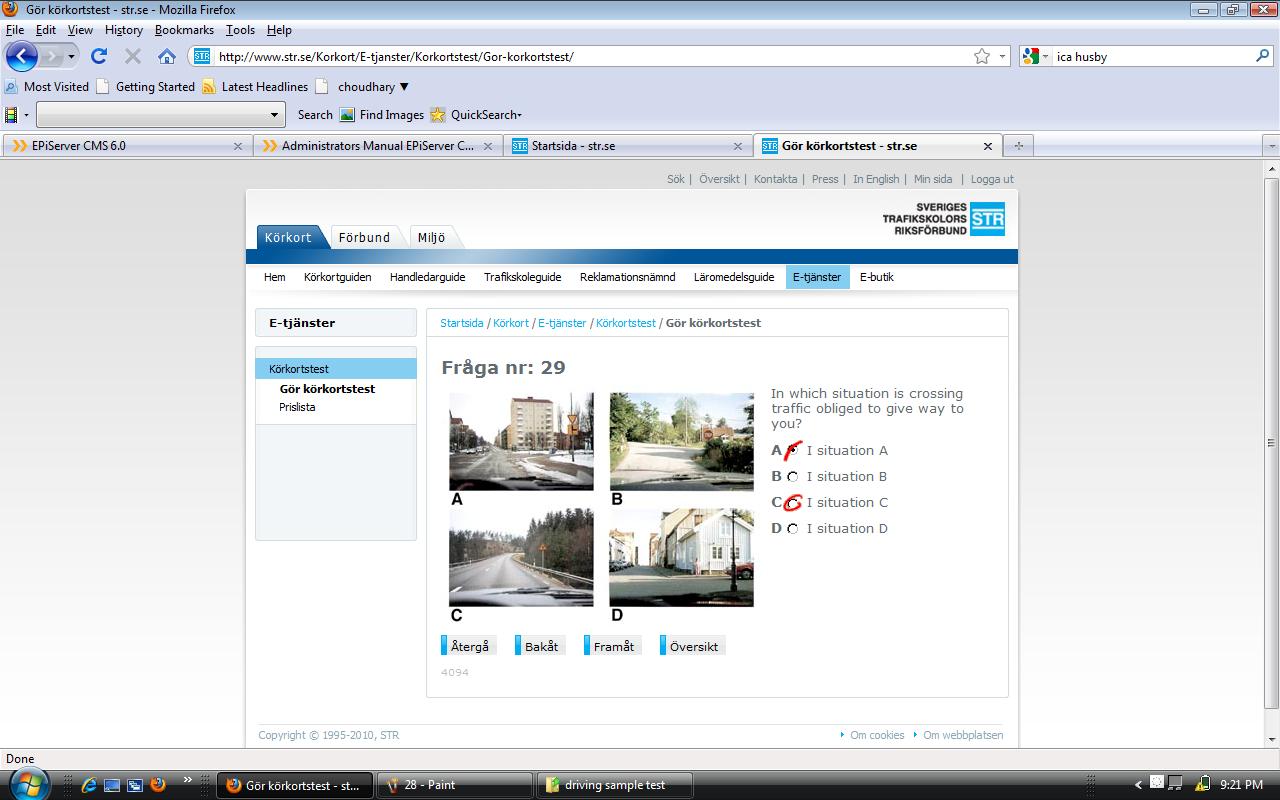 Gör körkortstest - str.se - Mozilla Firefox
File Edit View History Bookmarks Tools Help
STR http://www.str.se/Korkort/E-tjanster/Korkortstest/Gor-korkortstest/ ica husby
Most Visited Getting Started Latest Headlines choudhary ▼
Search Find Images QuickSearch
EPiServer CMS 6.0 Administrators Manual EPiServer C... STR Startsida - str.se STR Gör körkortstest - str.se
Sök | Översikt | Kontakta | Press | In English | Min sida | Logga ut
SVERIGES
TRAFIKSKOLORS STR
RIKSFÖRBUND
Körkort Förbund Miljö
Hem Körkortguiden Handledarguide Trafikskoleguide Reklamationsnämnd Läromedelsguide E-tjänster E-butik
E-tjänster
Körkortstest
Gör körkortstest
Prislista
Startsida / Körkort / E-tjänster / Körkortstest / Gör körkortstest
Fråga nr: 29
A
B
C
D
In which situation is crossing
traffic obliged to give way to
you?
A I situation A
B I situation B
C I situation C
D I situation D
Återgå Bakåt Framåt Översikt
4094
Copyright © 1995-2010, STR Om cookies Om webbplatsen
Done
Gör körkortstest - st... 28 - Paint driving sample test 9:21 PM